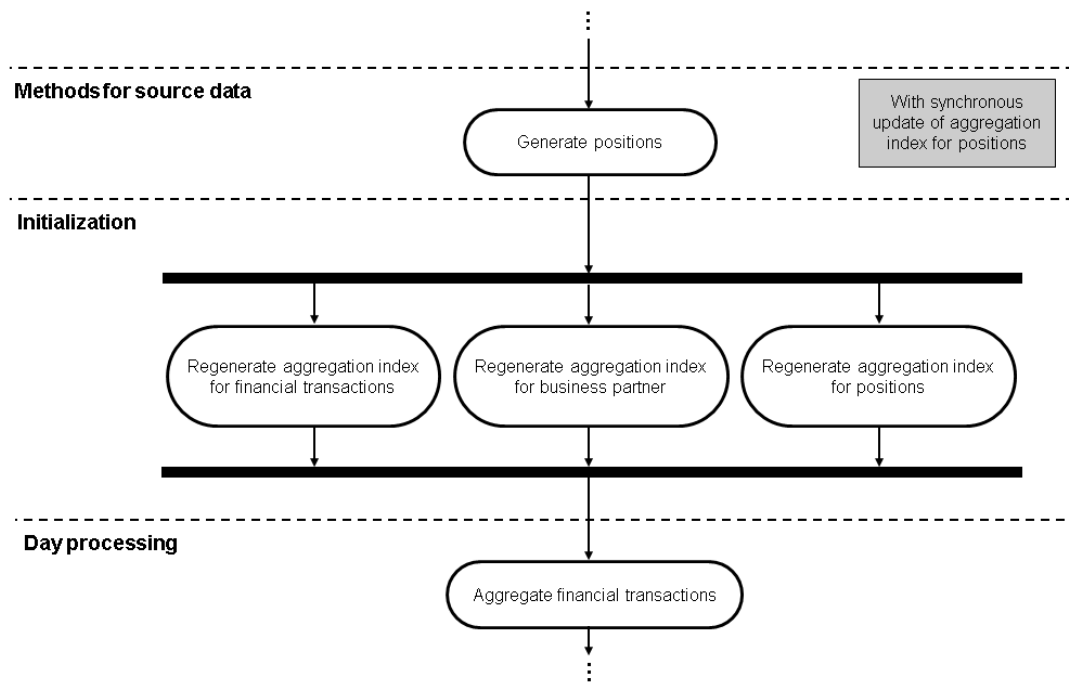 Methods for source data
With synchronous
update of aggregation
index for positions
Generate positions
Initialization
Regenerate aggregation index
for financial transactions
Regenerate aggregation index
for business partner
Regenerate aggregation index
for positions
Day processing
Aggregate financial transactions